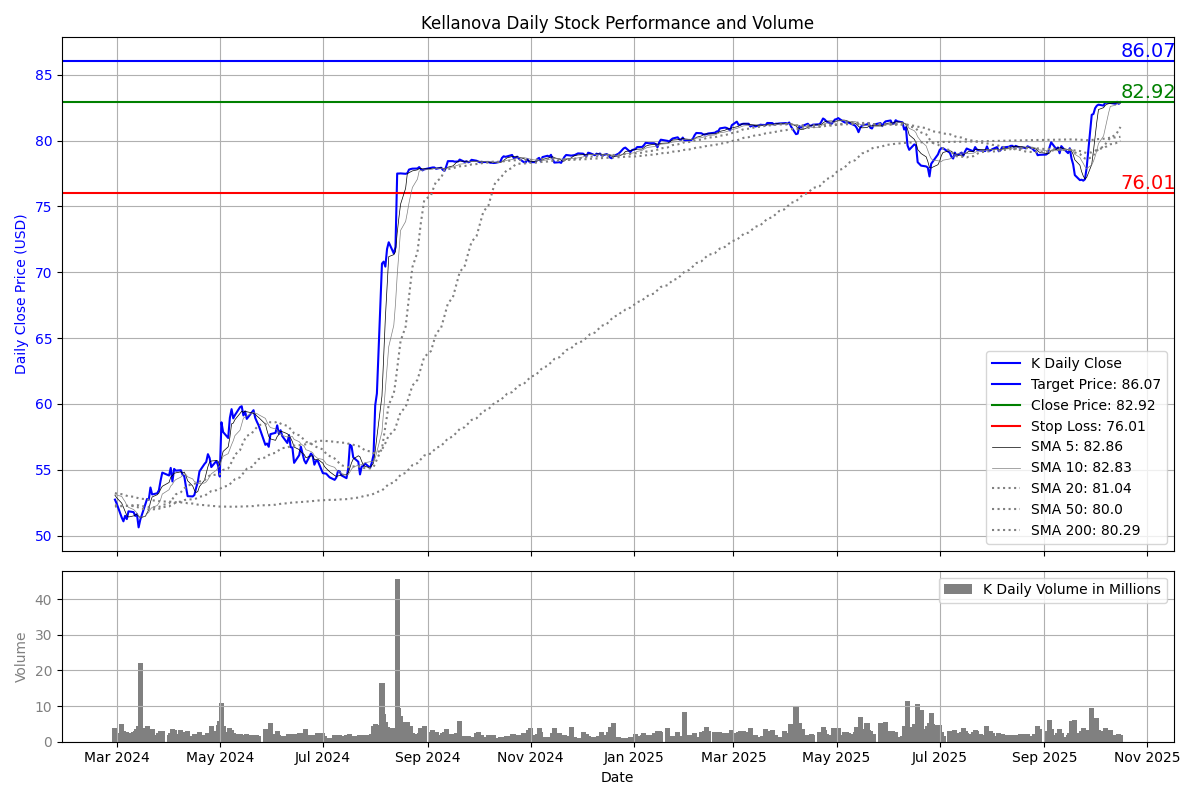 Kellanova Daily Stock Performance and Volume
86.07
85
82.92
80
76.01
75
70
65
60
55
50
Daily Close Price (USD)
K Daily Close
Target Price: 86.07
Close Price: 82.92
Stop Loss: 76.01
SMA 5: 82.86
SMA 10: 82.83
SMA 20: 81.04
SMA 50: 80.0
SMA 200: 80.29
K Daily Volume in Millions
40
30
20
10
0
Volume
Mar 2024 May 2024 Jul 2024 Sep 2024 Nov 2024 Jan 2025 Mar 2025 May 2025 Jul 2025 Sep 2025 Nov 2025
Date